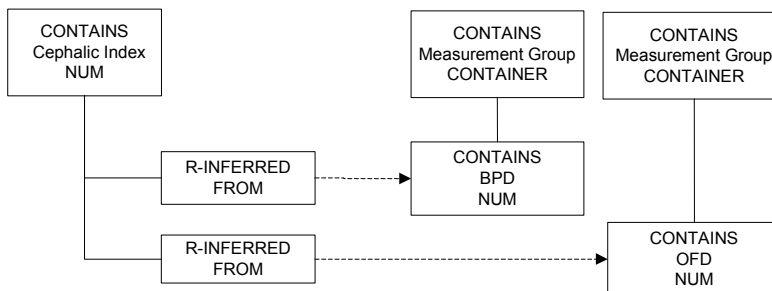 CONTAINS
Cephalic Index
NUM
CONTAINS
Measurement Group
CONTAINER
CONTAINS
Measurement Group
CONTAINER
R-INFERRED
FROM
CONTAINS
BPD
NUM
R-INFERRED
FROM
CONTAINS
OFD
NUM